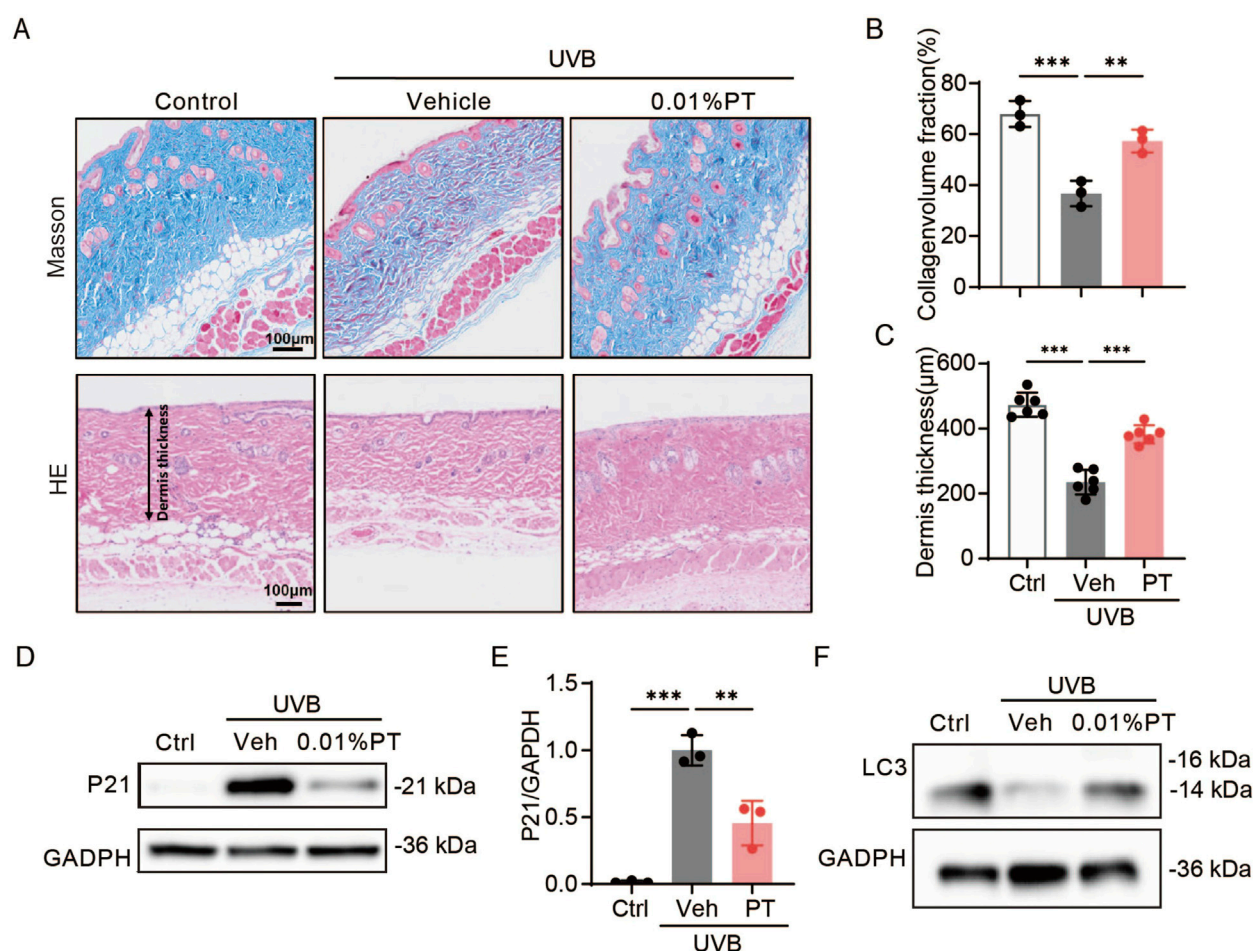 A
UVB
Control
Vehicle
0.01%PT
Masson
100μm
HE
Dermis thickness
100μm
B
Collagenvolume fraction(%)
*** **
80
60
40
20
0
C
Dermis thickness(μm)
*** ***
600
400
200
0
Ctrl Veh PT
UVB
D
UVB
Ctrl Veh 0.01%PT
P21 -21 kDa
GADPH -36 kDa
E
P21/GAPDH
*** **
1.5
1.0
0.5
0.0
Ctrl Veh PT
UVB
F
UVB
Ctrl Veh 0.01%PT
LC3 -16 kDa
-14 kDa
GADPH -36 kDa